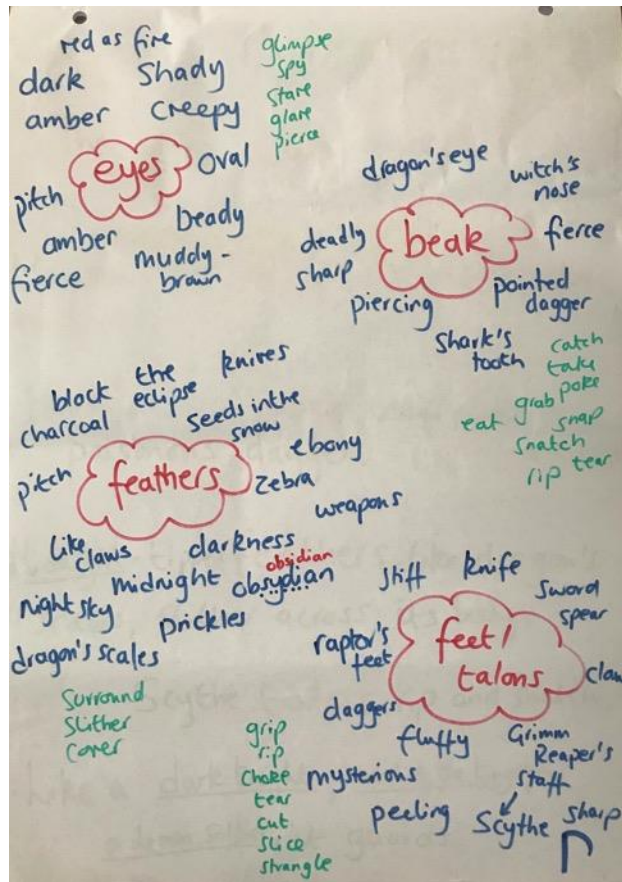 red as fire
dark shady
amber creepy
glimpse
spy
stare
glare
pierce
eyes
oval
pitch
amber
beady
fierce
muddy-
brown
dragon's eye
witch's
nose
beak
deadly
fierce
sharp
piercing
pointed
dagger
Shark's
tooth
catch
take
grab poke
eat snap
snatch
rip tear
block the knives
eclipse
charcoal
seeds in the
snow
ebony
pitch
feathers
zebra
weapons
like
claws
darkness
obsidian
midnight obsydian
night sky
prickles
dragon's scales
surround
slither
cover
stiff knife
sword
spear
raptor's
feet
feet/
talons
claw
daggers
fluffy
Grimm
Reaper's
staff
mysterious
peeling Scythe sharp
grip
rip
choke
tear
cut
slice
strangle